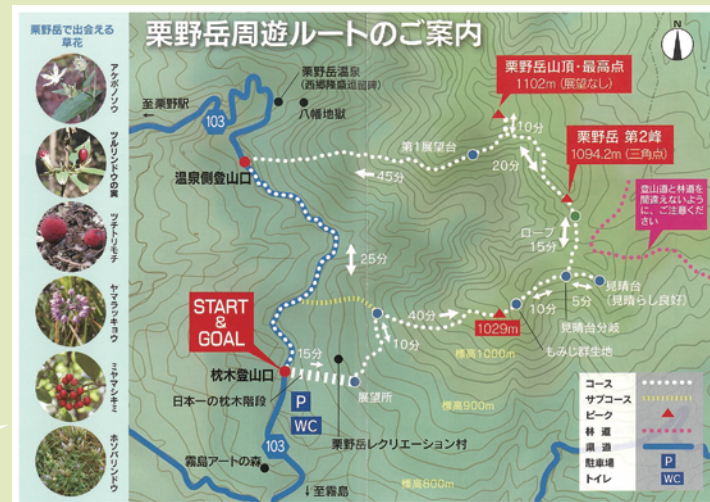 栗野岳で出会える
草花
アケボノソウ
ツルリンドウの実
ツチトリモチ
ヤマラッキョウ
ミヤマシキミ
ホソバリンドウ
栗野岳周遊ルートのご案内
N
栗野岳温泉
(西郷隆盛逗留碑)
八幡地獄
至栗野駅
←
103
温泉側登山口
第1展望台
45分
栗野岳山頂・最高点
1102m(展望なし)
10分
20分
栗野岳 第2峰
1094.2m(三角点)
登山道と林道を
間違えないよう
に、ご注意くだ
さい
ロープ
15分
25分
見晴台
(見晴らし良好)
5分
10分
見晴台分岐
もみじ群生地
1029m
40分
10分
標高1000m
START
&
GOAL
15分
枕木登山口
日本一の枕木階段
展望所
標高900m
P
WC
栗野岳レクリエーション村
103
霧島アートの森
↓至霧島
標高800m
コース
サブコース
ピーク
林道
県道
駐車場 P
トイレ WC